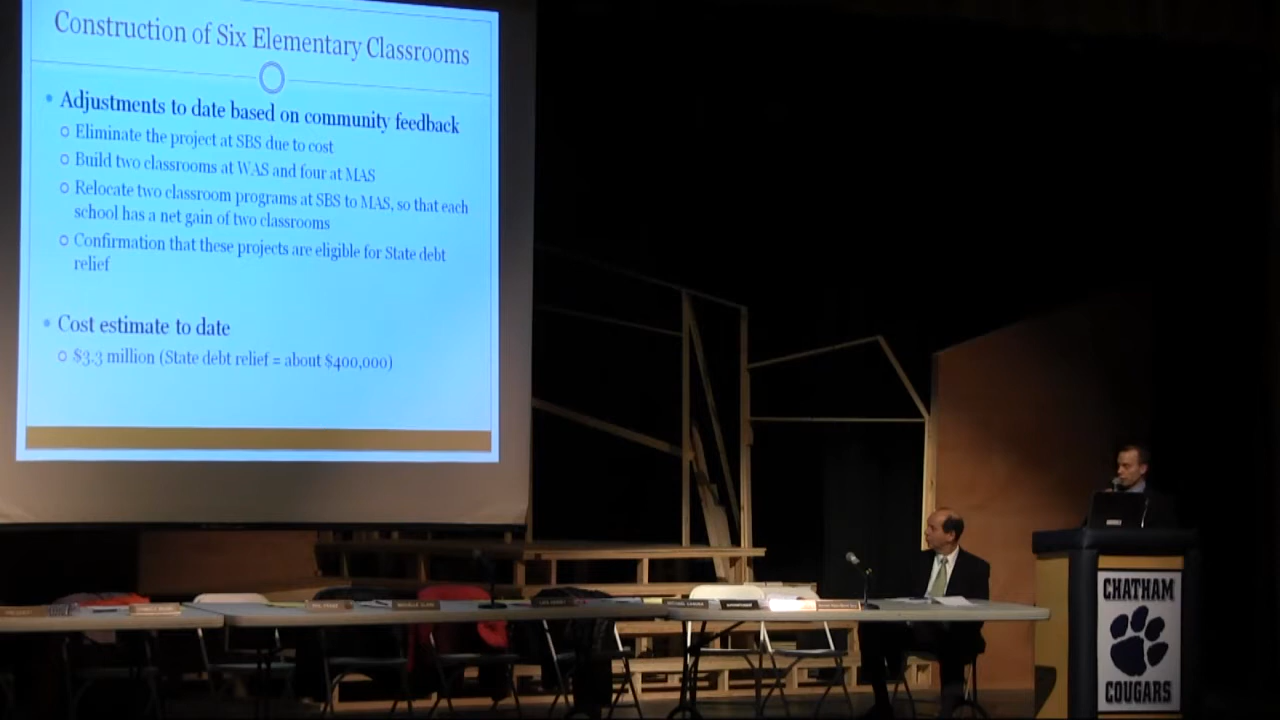 Construction of Six Elementary Classrooms
Adjustments to date based on community feedback
Eliminate the project at SBS due to cost
Build two classrooms at WAS and four at MAS
Relocate two classroom programs at SBS to MAS, so that each
school has a net gain of two classrooms
Confirmation that these projects are eligible for State debt
relief
Cost estimate to date
$3.3 million (State debt relief = about $400,000)
CHATHAM
COUGARS